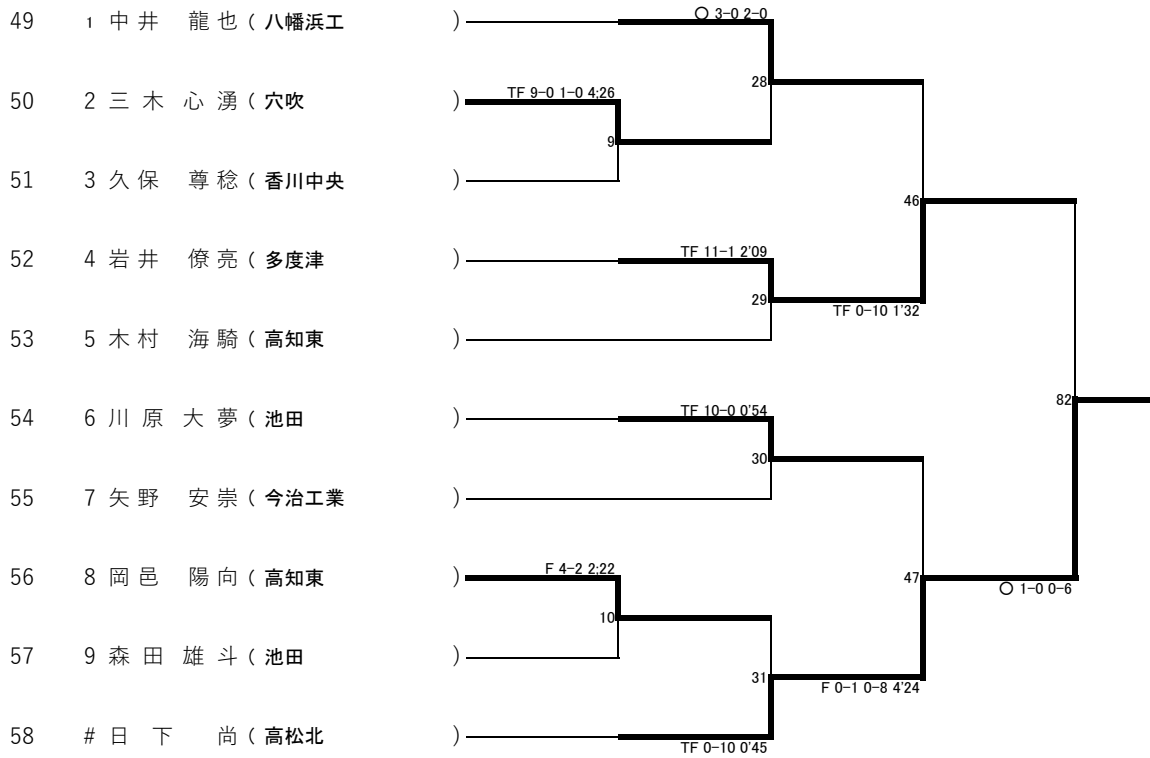 49 1 中井 龍也 ( 八幡浜工 )
○ 3-0 2-0
28
50 2 三木 心湧 ( 穴吹 )
TF 9-0 1-0 4;26
9
51 3 久保 尊稔 ( 香川中央 )
46
52 4 岩井 僚亮 ( 多度津 )
TF 11-1 2'09
29
TF 0-10 1'32
53 5 木村 海騎 ( 高知東 )
82
54 6 川原 大夢 ( 池田 )
TF 10-0 0'54
30
55 7 矢野 安崇 ( 今治工業 )
56 8 岡邑 陽向 ( 高知東 )
F 4-2 2;22
47
○ 1-0 0-6
10
57 9 森田 雄斗 ( 池田 )
31
F 0-1 0-8 4'24
58 # 日下 尚 ( 高松北 )
TF 0-10 0'45